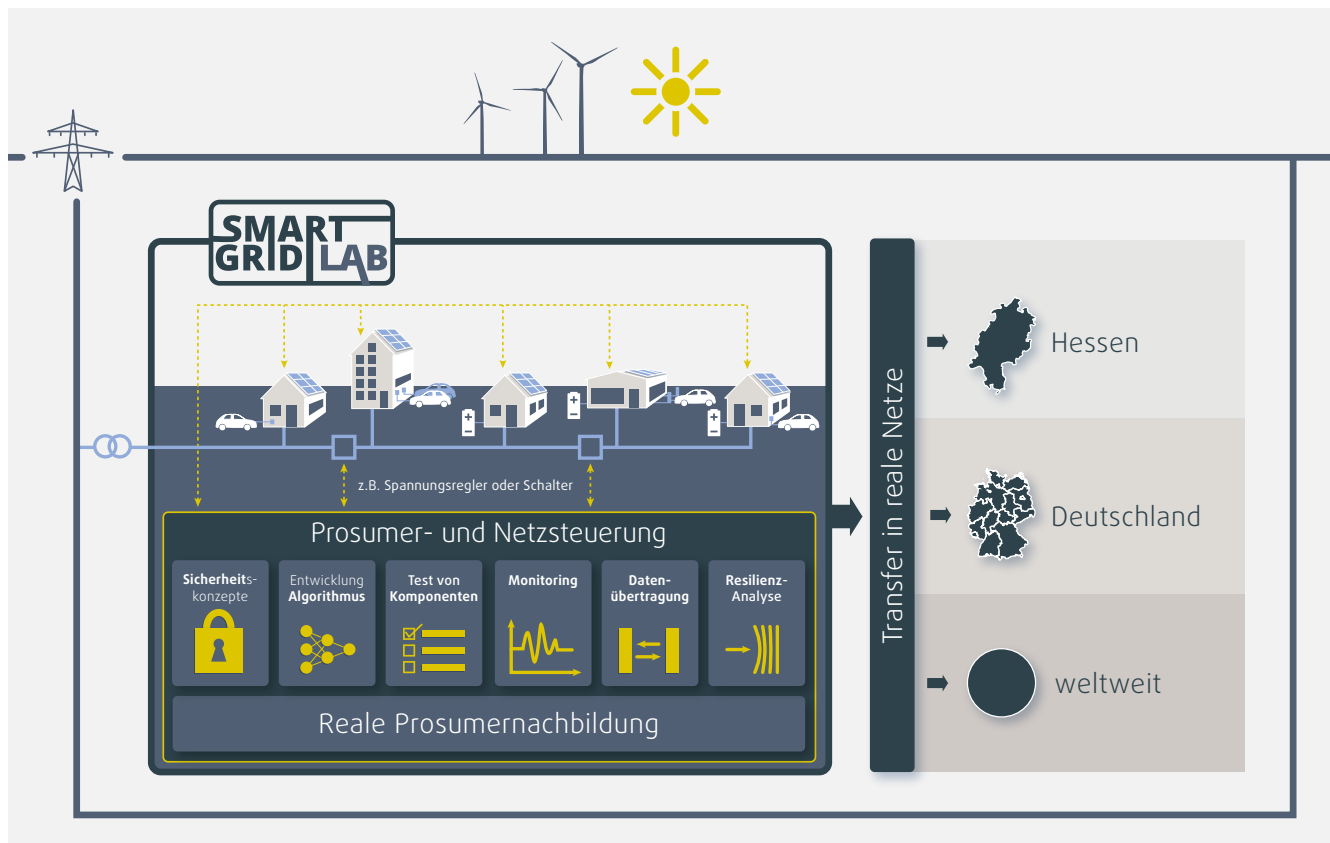 SMART
GRID LAB
z.B. Spannungsregler oder Schalter
Prosumer- und Netzsteuerung
Sicherheits-
konzepte
Entwicklung
Algorithmus
Test von
Komponenten
Monitoring
Daten-
übertragung
Resilienz-
Analyse
Reale Prosumernachbildung
Transfer in reale Netze
Hessen
Deutschland
weltweit